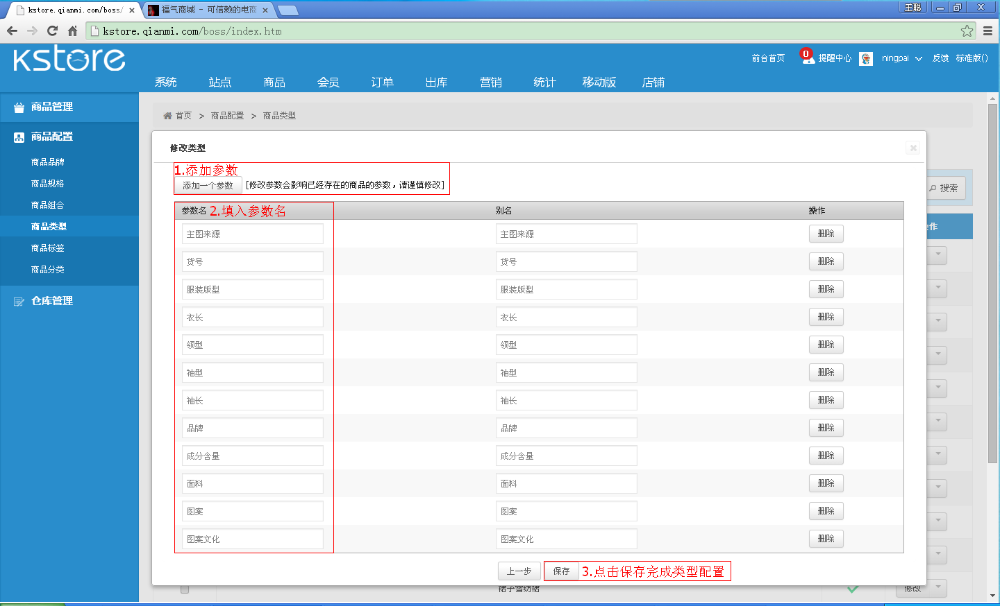 kstore.qianmi.com/boss/
福气商城 - 可信赖的电商
王聪
kstore.qianmi.com/boss/index.htm
kstore
前台首页
0
提醒中心
ningpai
反馈
标准版()
系统
站点
商品
会员
订单
出库
营销
统计
移动版
店铺
商品管理
商品配置
商品品牌
商品规格
商品组合
商品类型
商品标签
商品分类
仓库管理
首页 > 商品配置 > 商品类型
修改类型
1.添加参数
添加一个参数 [修改参数会影响已经存在的商品的参数，请谨慎修改]
搜索
参数名 2.填入参数名 别名 操作
作
主图来源 主图来源 删除
货号 货号 删除
服装版型 服装版型 删除
衣长 衣长 删除
领型 领型 删除
袖型 袖型 删除
袖长 袖长 删除
品牌 品牌 删除
成分含量 成分含量 删除
面料 面料 删除
图案 图案 删除
图案文化 图案文化 删除
上一步 保存 3.点击保存完成类型配置
裙子雪纺裙 修改